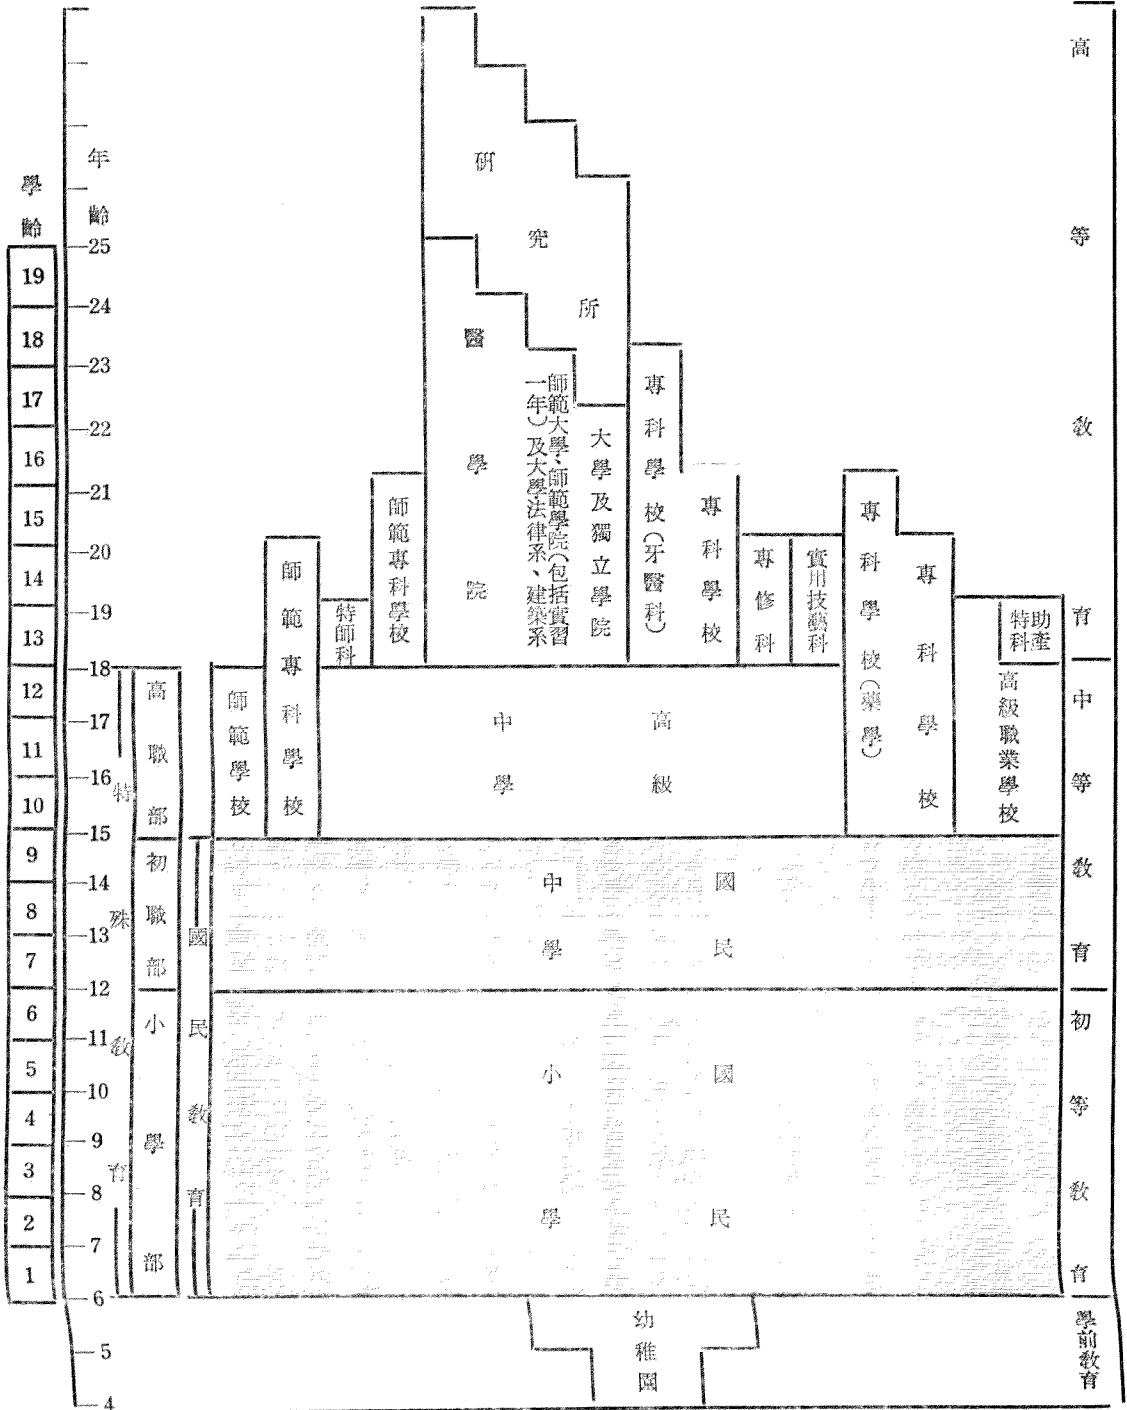 學齡
19
18
17
16
15
14
13
12
11
10
9
8
7
6
5
4
3
2
1
年齡
25
24
23
22
21
20
19
18
17
16
15
14
13
12
11
10
9
8
7
6
5
4
特殊教育
高職部
初職部
小學部
國民教育
師範學校
師範專科學校
特師科
師範專科學校
研究所
醫學院
師範大學、師範學院(包括實習
一年)及大學法律系、建築系
大學及獨立學院
專科學校(牙醫科)
專科學校
專修科
實用技藝科
專科學校(藥學)
專科學校
助產
特科
高級職業學校
高級
中學
國民
中學
國民
小學
幼稚園
高等教育
中等教育
初等教育
學前教育